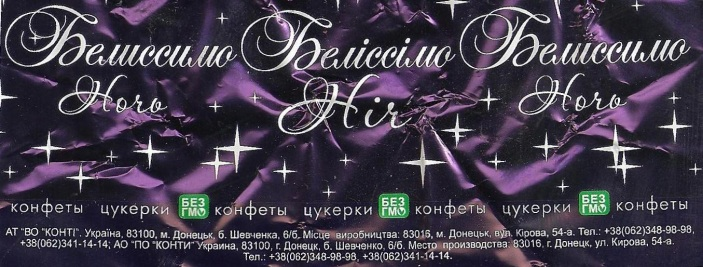 Белиссимо Беліссімо Белиссимо
Ночь Ніч Ночь
конфеты цукерки БЕЗ ГМО конфеты цукерки БЕЗ ГМО цукерки БЕЗ ГМО конфеты
АТ "ВО "КОНТІ". Україна, 83100, м. Донецьк, б. Шевченка, 6/б. Місце виробництва: 83016, м. Донецьк, вул. Кирова, 54-а. Тел.: +38(062)348-98-98,
+38(062)341-14-14; АО "ПО "КОНТИ" Украина, 83100, г. Донецк, б. Шевченко, 6/б. Место производства: 83016, г. Донецк, ул. Кирова, 54-а.
Тел.: +38(062)348-98-98, +38(062)341-14-14.